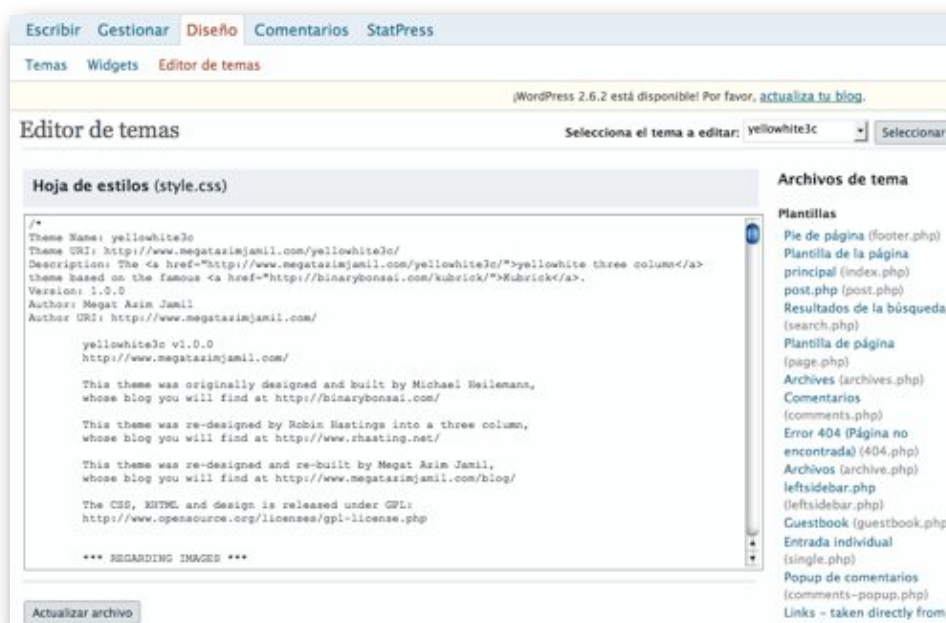 Escribir Gestionar Diseño Comentarios StatPress
Temas Widgets Editor de temas
¡WordPress 2.6.2 está disponible! Por favor, actualiza tu blog.
Editor de temas
Selecciona el tema a editar: yellowhite3c Seleccionar
Hoja de estilos (style.css)
/*
Theme Name: yellowhite3c
Theme URI: http://www.megatazimjamil.com/yellowhite3c/
Description: The <a href="http://www.megatazimjamil.com/yellowhite3c/">yellowhite three column</a>
theme based on the famous <a href="http://binarybonsai.com/kubrick/">Kubrick</a>.
Version: 1.0.0
Author: Megat Azim Jamil
Author URI: http://www.megatazimjamil.com/
yellowhite3c v1.0.0
http://www.megatazimjamil.com/
This theme was originally designed and built by Michael Heilemann,
whose blog you will find at http://binarybonsai.com/
This theme was re-designed by Robin Hastings into a three column,
whose blog you will find at http://www.rhasting.net/
This theme was re-designed and re-built by Megat Azim Jamil,
whose blog you will find at http://www.megatazimjamil.com/blog/
The CSS, XHTML and design is released under GPL:
http://www.opensource.org/licenses/gpl-license.php
*** REGARDING IMAGES ***
Actualizar archivo
Archivos de tema
Plantillas
Pie de página (footer.php)
Plantilla de la página
principal (index.php)
post.php (post.php)
Resultados de la búsqueda
(search.php)
Plantilla de página
(page.php)
Archives (archives.php)
Comentarios
(comments.php)
Error 404 (Página no
encontrada) (404.php)
Archivos (archive.php)
leftsidebar.php
(leftsidebar.php)
Guestbook (guestbook.php
Entrada individual
(single.php)
Popup de comentarios
(comments-popup.php)
Links – taken directly from